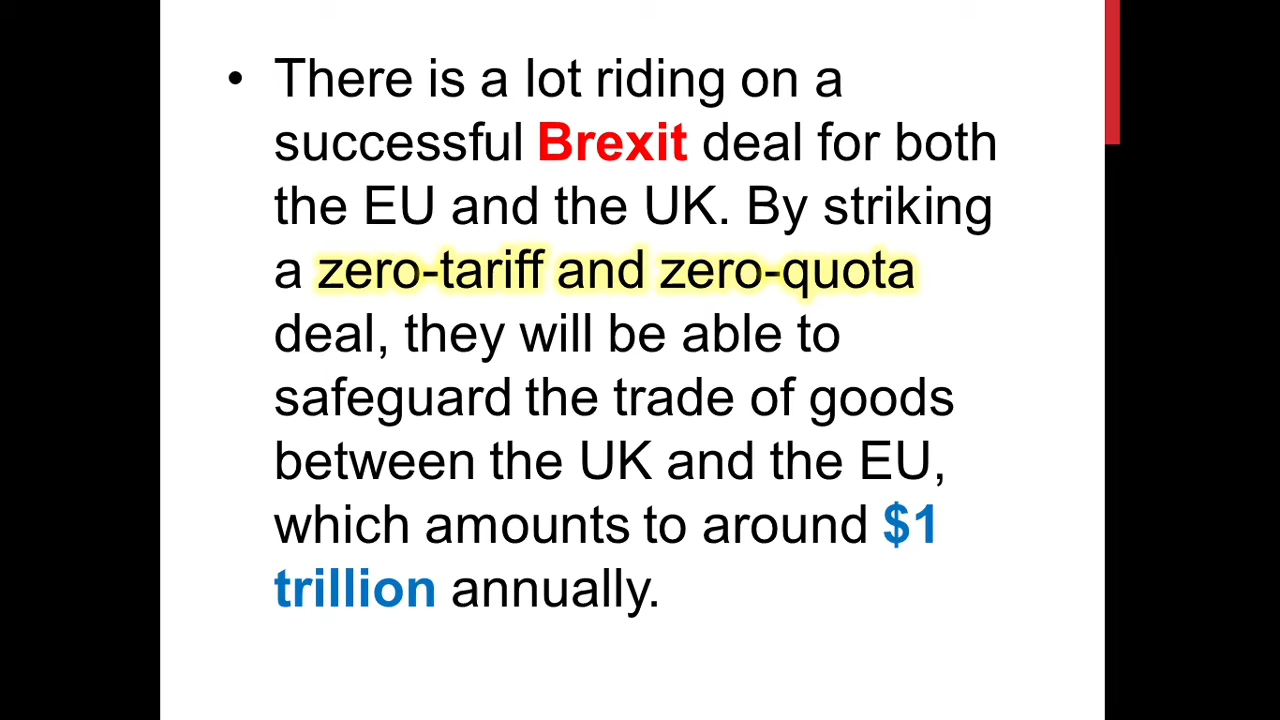 • There is a lot riding on a
successful Brexit deal for both
the EU and the UK. By striking
a zero-tariff and zero-quota
deal, they will be able to
safeguard the trade of goods
between the UK and the EU,
which amounts to around $1
trillion annually.